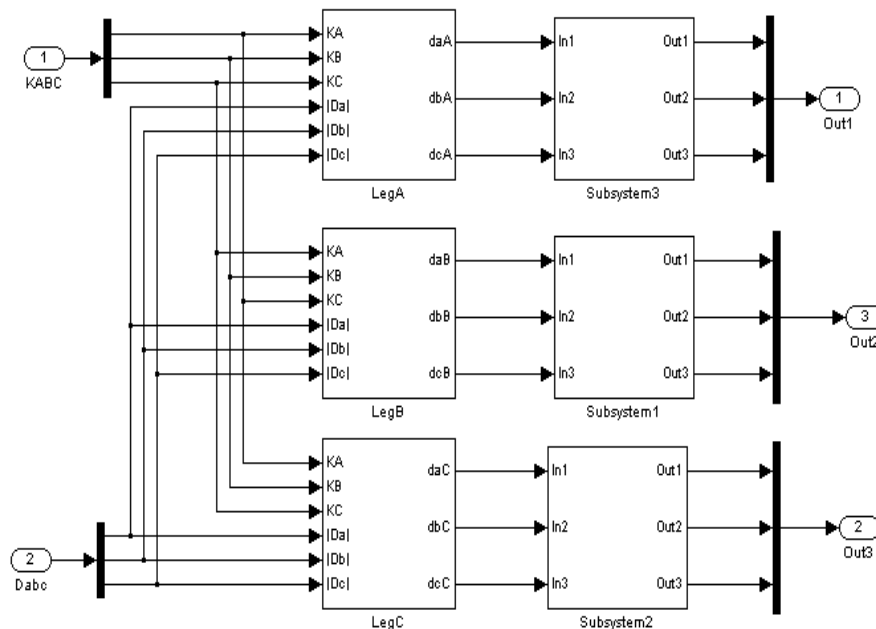 1
KABC
KA
KB
KC
|Da|
|Db|
|Dc|
daA
dbA
dcA
LegA
In1
In2
In3
Out1
Out2
Out3
Subsystem3
1
Out1
KA
KB
KC
|Da|
|Db|
|Dc|
daB
dbB
dcB
LegB
In1
In2
In3
Out1
Out2
Out3
Subsystem1
3
Out2
2
Dabc
KA
KB
KC
|Da|
|Db|
|Dc|
daC
dbC
dcC
LegC
In1
In2
In3
Out1
Out2
Out3
Subsystem2
2
Out3